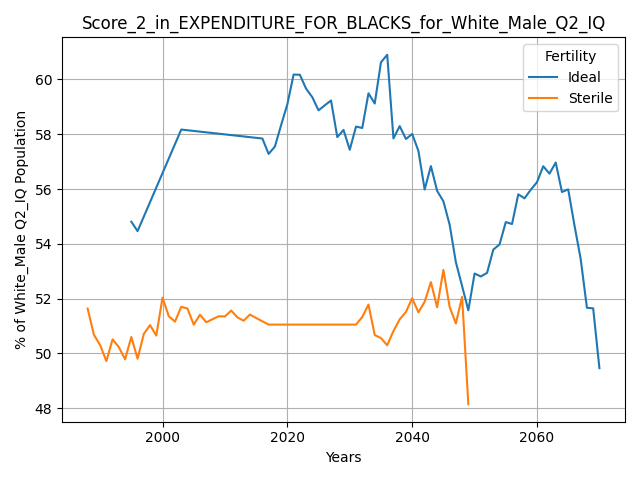 Score_2_in_EXPENDITURE_FOR_BLACKS_for_White_Male_Q2_IQ
Fertility
Ideal
Sterile
% of White_Male Q2_IQ Population
60
58
56
54
52
50
48
2000
2020
2040
2060
Years